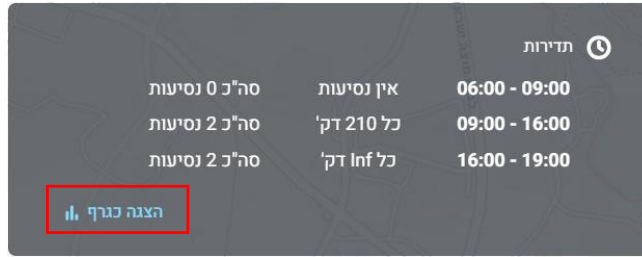 תדירות
06:00 - 09:00 אין נסיעות סה"כ 0 נסיעות
09:00 - 16:00 כל 210 דק' סה"כ 2 נסיעות
16:00 - 19:00 כל Inf דק' סה"כ 2 נסיעות
הצגה כגרף